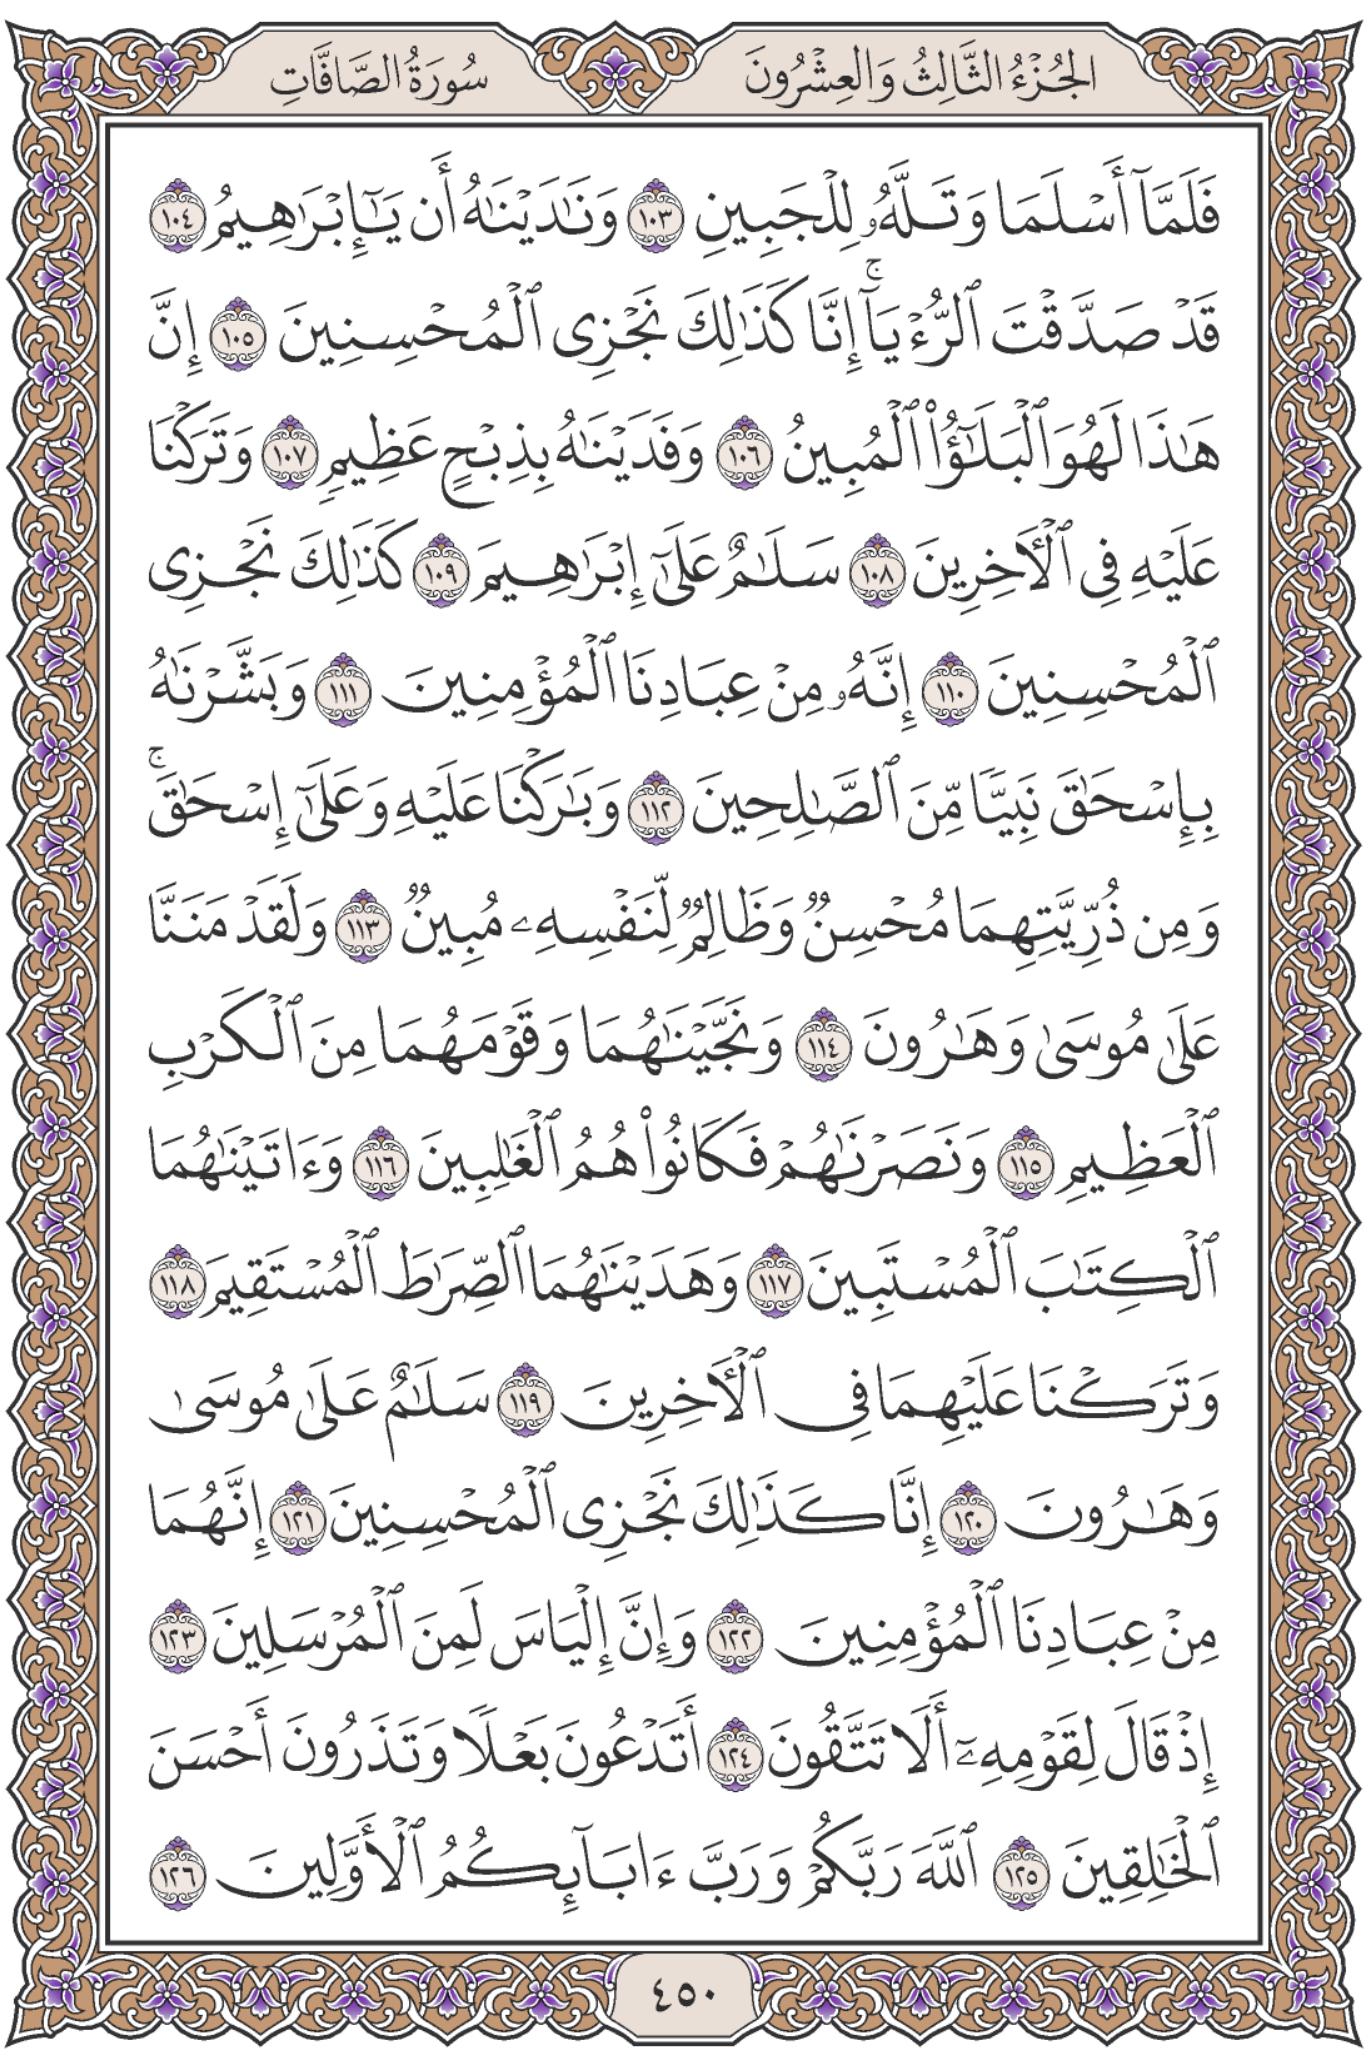 الجُزْءُ الثَّالِثُ وَالعِشْرُونَ
سُورَةُ الصَّافَّاتِ
فَلَمَّآ أَسْلَمَا وَتَلَّهُۥ لِلْجَبِينِ ١٠٣ وَنَٰدَيْنَٰهُ أَن يَٰٓإِبْرَٰهِيمُ ١٠٤
قَدْ صَدَّقْتَ ٱلرُّءْيَآۚ إِنَّا كَذَٰلِكَ نَجْزِى ٱلْمُحْسِنِينَ ١٠٥ إِنَّ
هَٰذَا لَهُوَ ٱلْبَلَٰٓؤُا۟ ٱلْمُبِينُ ١٠٦ وَفَدَيْنَٰهُ بِذِبْحٍ عَظِيمٍ ١٠٧ وَتَرَكْنَا
عَلَيْهِ فِى ٱلْأَخِرِينَ ١٠٨ سَلَٰمٌ عَلَىٰٓ إِبْرَٰهِيمَ ١٠٩ كَذَٰلِكَ نَجْزِى
ٱلْمُحْسِنِينَ ١١٠ إِنَّهُۥ مِنْ عِبَادِنَا ٱلْمُؤْمِنِينَ ١١١ وَبَشَّرْنَٰهُ
بِإِسْحَٰقَ نَبِيًّا مِّنَ ٱلصَّٰلِحِينَ ١١٢ وَبَٰرَكْنَا عَلَيْهِ وَعَلَىٰٓ إِسْحَٰقَۚ
وَمِن ذُرِّيَّتِهِمَا مُحْسِنٌ وَظَالِمٌ لِّنَفْسِهِۦ مُبِينٌ ١١٣ وَلَقَدْ مَنَنَّا
عَلَىٰ مُوسَىٰ وَهَٰرُونَ ١١٤ وَنَجَّيْنَٰهُمَا وَقَوْمَهُمَا مِنَ ٱلْكَرْبِ
ٱلْعَظِيمِ ١١٥ وَنَصَرْنَٰهُمْ فَكَانُوا۟ هُمُ ٱلْغَٰلِبِينَ ١١٦ وَءَاتَيْنَٰهُمَا
ٱلْكِتَٰبَ ٱلْمُسْتَبِينَ ١١٧ وَهَدَيْنَٰهُمَا ٱلصِّرَٰطَ ٱلْمُسْتَقِيمَ ١١٨
وَتَرَكْنَا عَلَيْهِمَا فِى ٱلْأَخِرِينَ ١١٩ سَلَٰمٌ عَلَىٰ مُوسَىٰ
وَهَٰرُونَ ١٢٠ إِنَّا كَذَٰلِكَ نَجْزِى ٱلْمُحْسِنِينَ ١٢١ إِنَّهُمَا
مِنْ عِبَادِنَا ٱلْمُؤْمِنِينَ ١٢٢ وَإِنَّ إِلْيَاسَ لَمِنَ ٱلْمُرْسَلِينَ ١٢٣
إِذْ قَالَ لِقَوْمِهِۦٓ أَلَا تَتَّقُونَ ١٢٤ أَتَدْعُونَ بَعْلًا وَتَذَرُونَ أَحْسَنَ
ٱلْخَٰلِقِينَ ١٢٥ ٱللَّهَ رَبَّكُمْ وَرَبَّ ءَابَآئِكُمُ ٱلْأَوَّلِينَ ١٢٦
٤٥٠